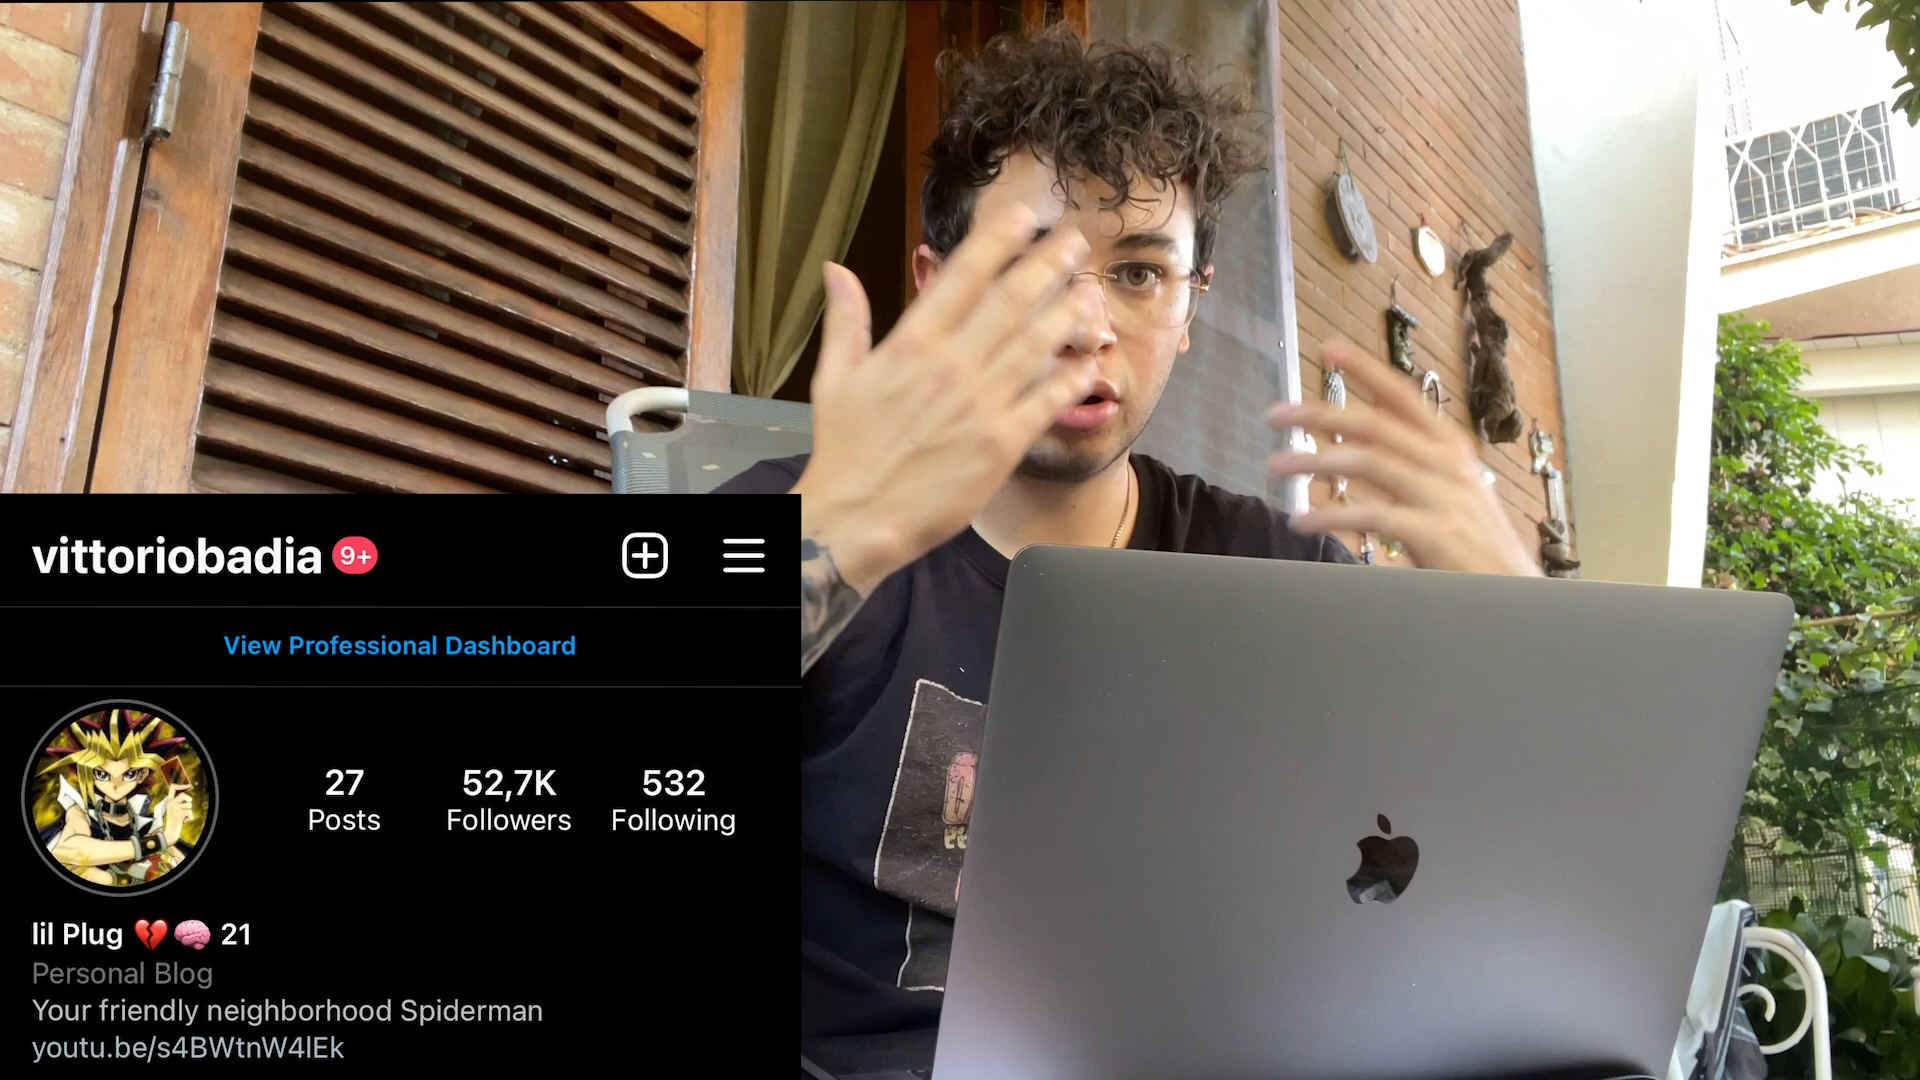 vittoriobadia 9+
View Professional Dashboard
27 52,7K 532
Posts Followers Following
lil Plug 💔🧠 21
Personal Blog
Your friendly neighborhood Spiderman
youtu.be/s4BWtnW4lEk